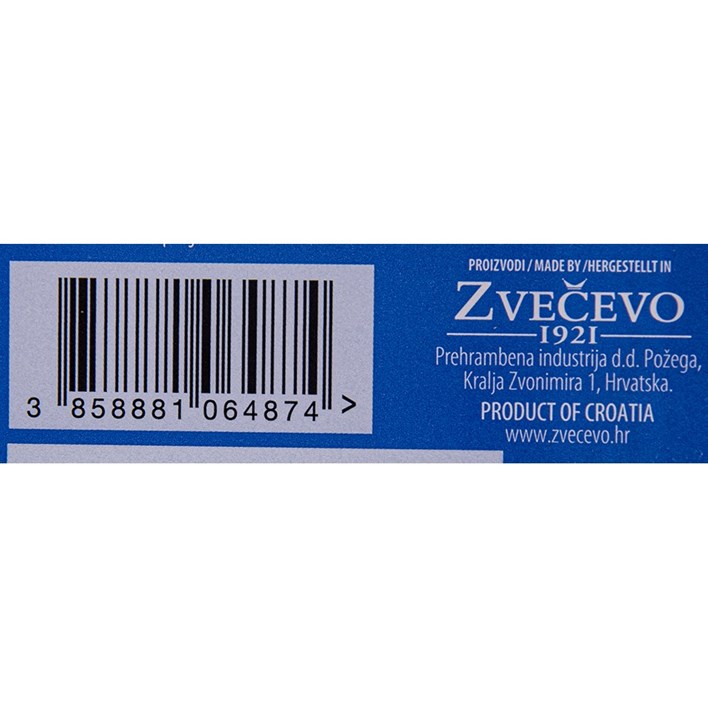 3 858881 064874 >
PROIZVODI / MADE BY /HERGESTELLT IN
ZVEČEVO
1921
Prehrambena industrija d.d. Požega,
Kralja Zvonimira 1, Hrvatska.
PRODUCT OF CROATIA
www.zvecevo.hr